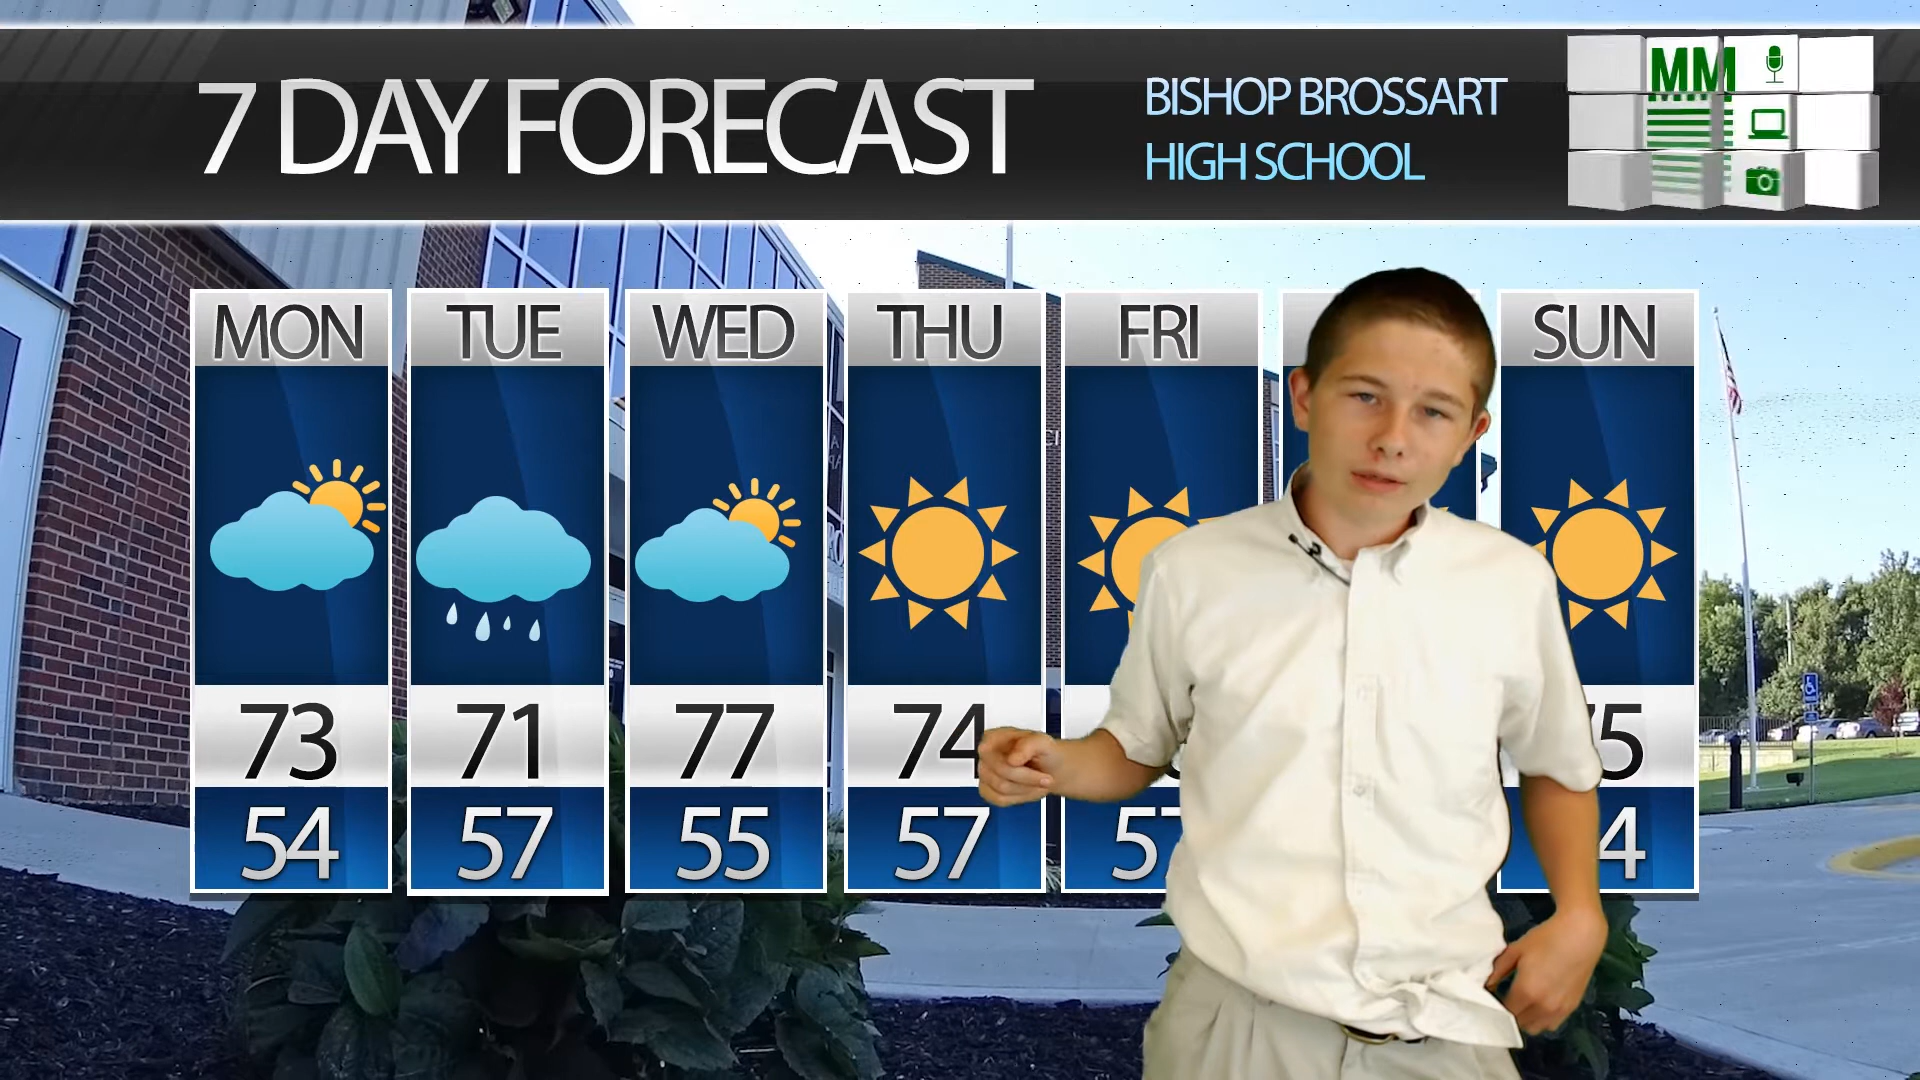 7 DAY FORECAST
BISHOP BROSSART
HIGH SCHOOL
MM
MON TUE WED THU FRI SUN
73 71 77 74
54 57 55 57